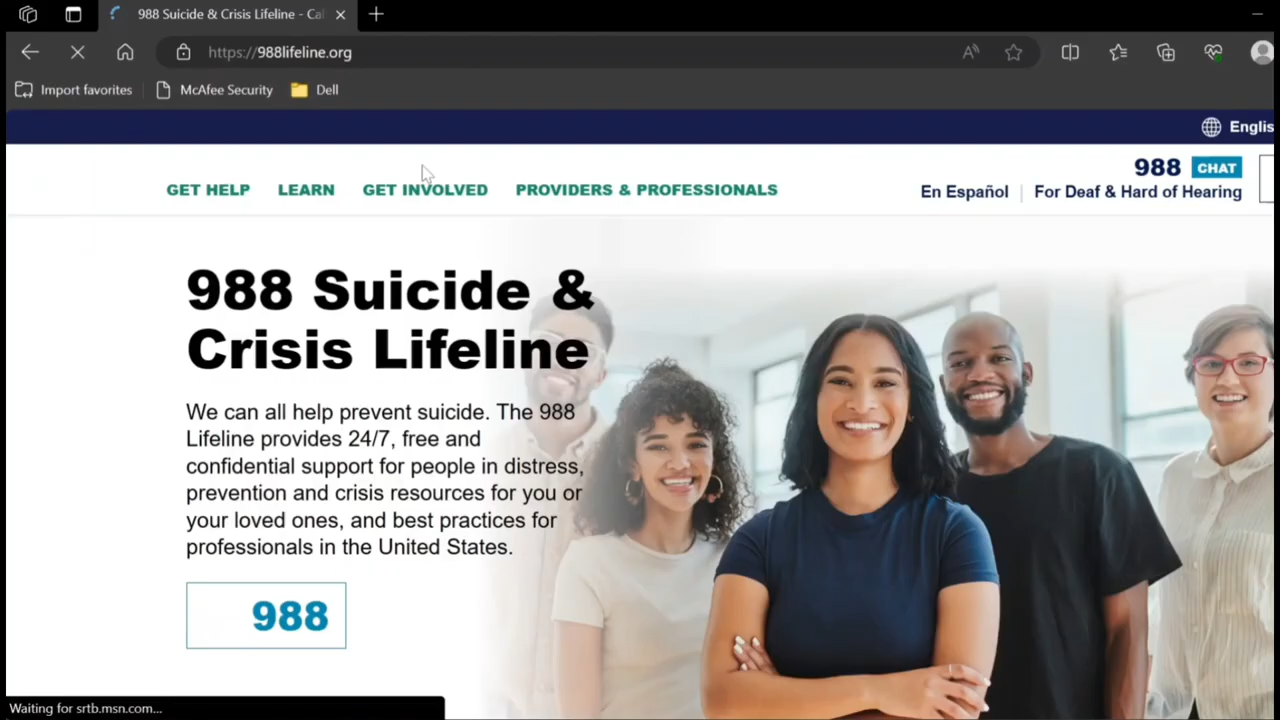 988 Suicide & Crisis Lifeline - Cal
https://988lifeline.org
Import favorites
McAfee Security
Dell
Englis
GET HELP
LEARN
GET INVOLVED
PROVIDERS & PROFESSIONALS
988 CHAT
En Español
For Deaf & Hard of Hearing
988 Suicide &
Crisis Lifeline
We can all help prevent suicide. The 988
Lifeline provides 24/7, free and
confidential support for people in distress,
prevention and crisis resources for you or
your loved ones, and best practices for
professionals in the United States.
988
Waiting for srtb.msn.com...